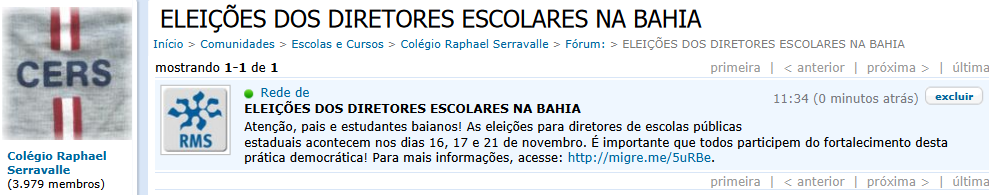 CERS
Colégio Raphael
Serravalle
(3.979 membros)
ELEIÇÕES DOS DIRETORES ESCOLARES NA BAHIA
Início > Comunidades > Escolas e Cursos > Colégio Raphael Serravalle > Fórum: > ELEIÇÕES DOS DIRETORES ESCOLARES NA BAHIA
mostrando 1-1 de 1
primeira | < anterior | próxima > | última
RMS
Rede de
11:34 (0 minutos atrás) excluir
ELEIÇÕES DOS DIRETORES ESCOLARES NA BAHIA
Atenção, pais e estudantes baianos! As eleições para diretores de escolas públicas
estaduais acontecem nos dias 16, 17 e 21 de novembro. É importante que todos participem do fortalecimento desta
prática democrática! Para mais informações, acesse: http://migre.me/5uRBe.
primeira | < anterior | próxima > | última